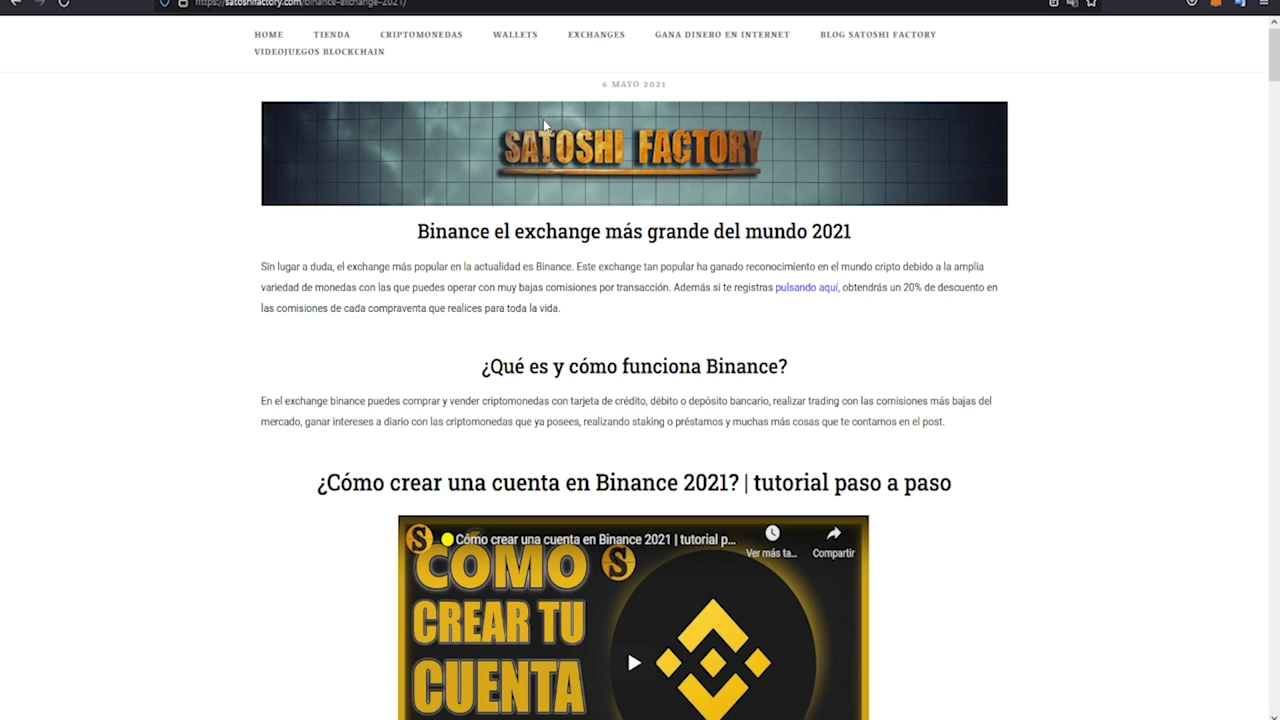 https://satoshifactory.com/binance-exchange-2021/
HOME TIENDA CRIPTOMONEDAS WALLETS EXCHANGES GANA DINERO EN INTERNET BLOG SATOSHI FACTORY
VIDEOJUEGOS BLOCKCHAIN
6 MAYO 2021
SATOSHI FACTORY
Binance el exchange más grande del mundo 2021
Sin lugar a duda, el exchange más popular en la actualidad es Binance. Este exchange tan popular ha ganado reconocimiento en el mundo cripto debido a la amplia
variedad de monedas con las que puedes operar con muy bajas comisiones por transacción. Además si te registras pulsando aquí, obtendrás un 20% de descuento en
las comisiones de cada compraventa que realices para toda la vida.
¿Qué es y cómo funciona Binance?
En el exchange binance puedes comprar y vender criptomonedas con tarjeta de crédito, débito o depósito bancario, realizar trading con las comisiones más bajas del
mercado, ganar intereses a diario con las criptomonedas que ya posees, realizando staking o préstamos y muchas más cosas que te contamos en el post.
¿Cómo crear una cuenta en Binance 2021? | tutorial paso a paso
S Cómo crear una cuenta en Binance 2021 | tutorial p...
Ver más ta... Compartir
CÓMO S
CREAR TU
CUENTA